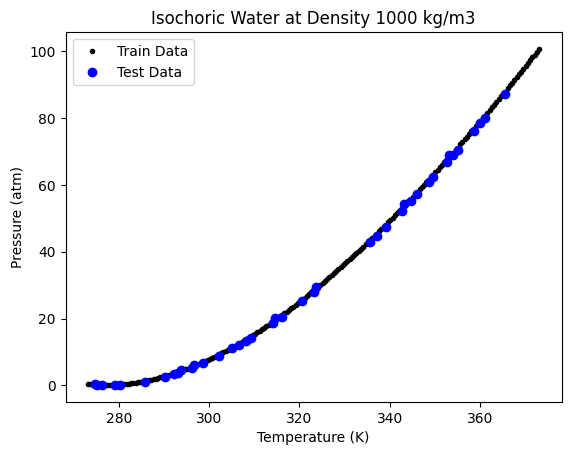 Isochoric Water at Density 1000 kg/m3
Train Data
Test Data
Pressure (atm)
100
80
60
40
20
0
280 300 320 340 360
Temperature (K)